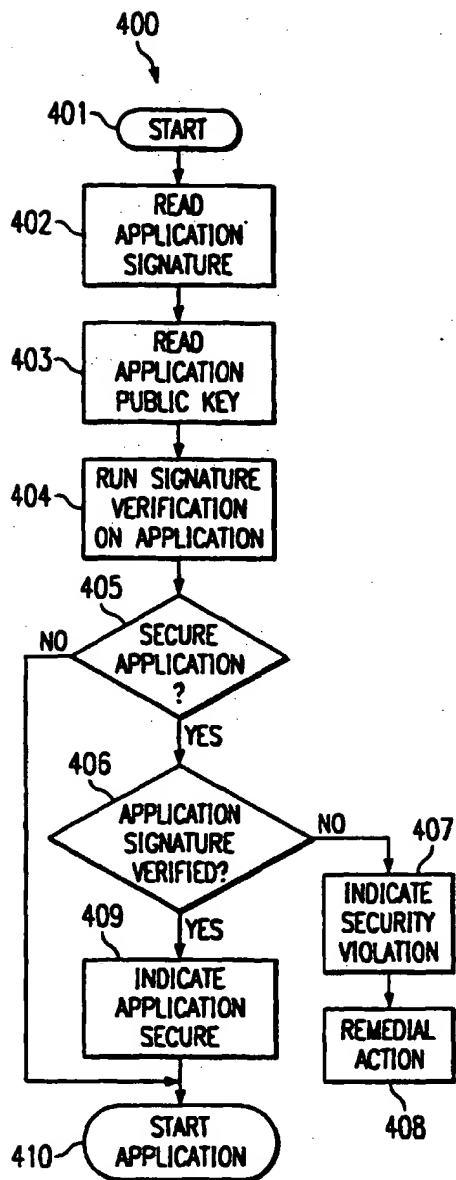 400
401
START
402
READ
APPLICATION
SIGNATURE
403
READ
APPLICATION
PUBLIC KEY
404
RUN SIGNATURE
VERIFICATION
ON APPLICATION
405
NO
SECURE
APPLICATION
?
YES
406
APPLICATION
SIGNATURE
VERIFIED?
NO
407
INDICATE
SECURITY
VIOLATION
YES
409
INDICATE
APPLICATION
SECURE
REMEDIAL
ACTION
408
START
APPLICATION
410